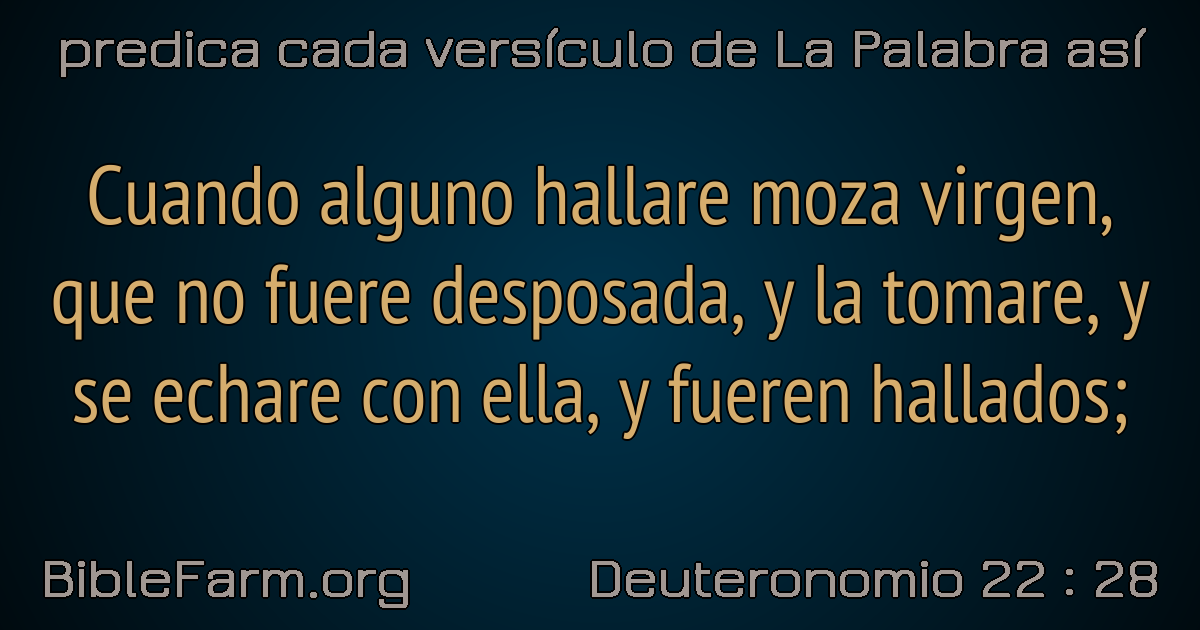 predica cada versículo de La Palabra así
Cuando alguno hallare moza virgen,
que no fuere desposada, y la tomare, y
se echare con ella, y fueren hallados;
BibleFarm.org
Deuteronomio 22 : 28